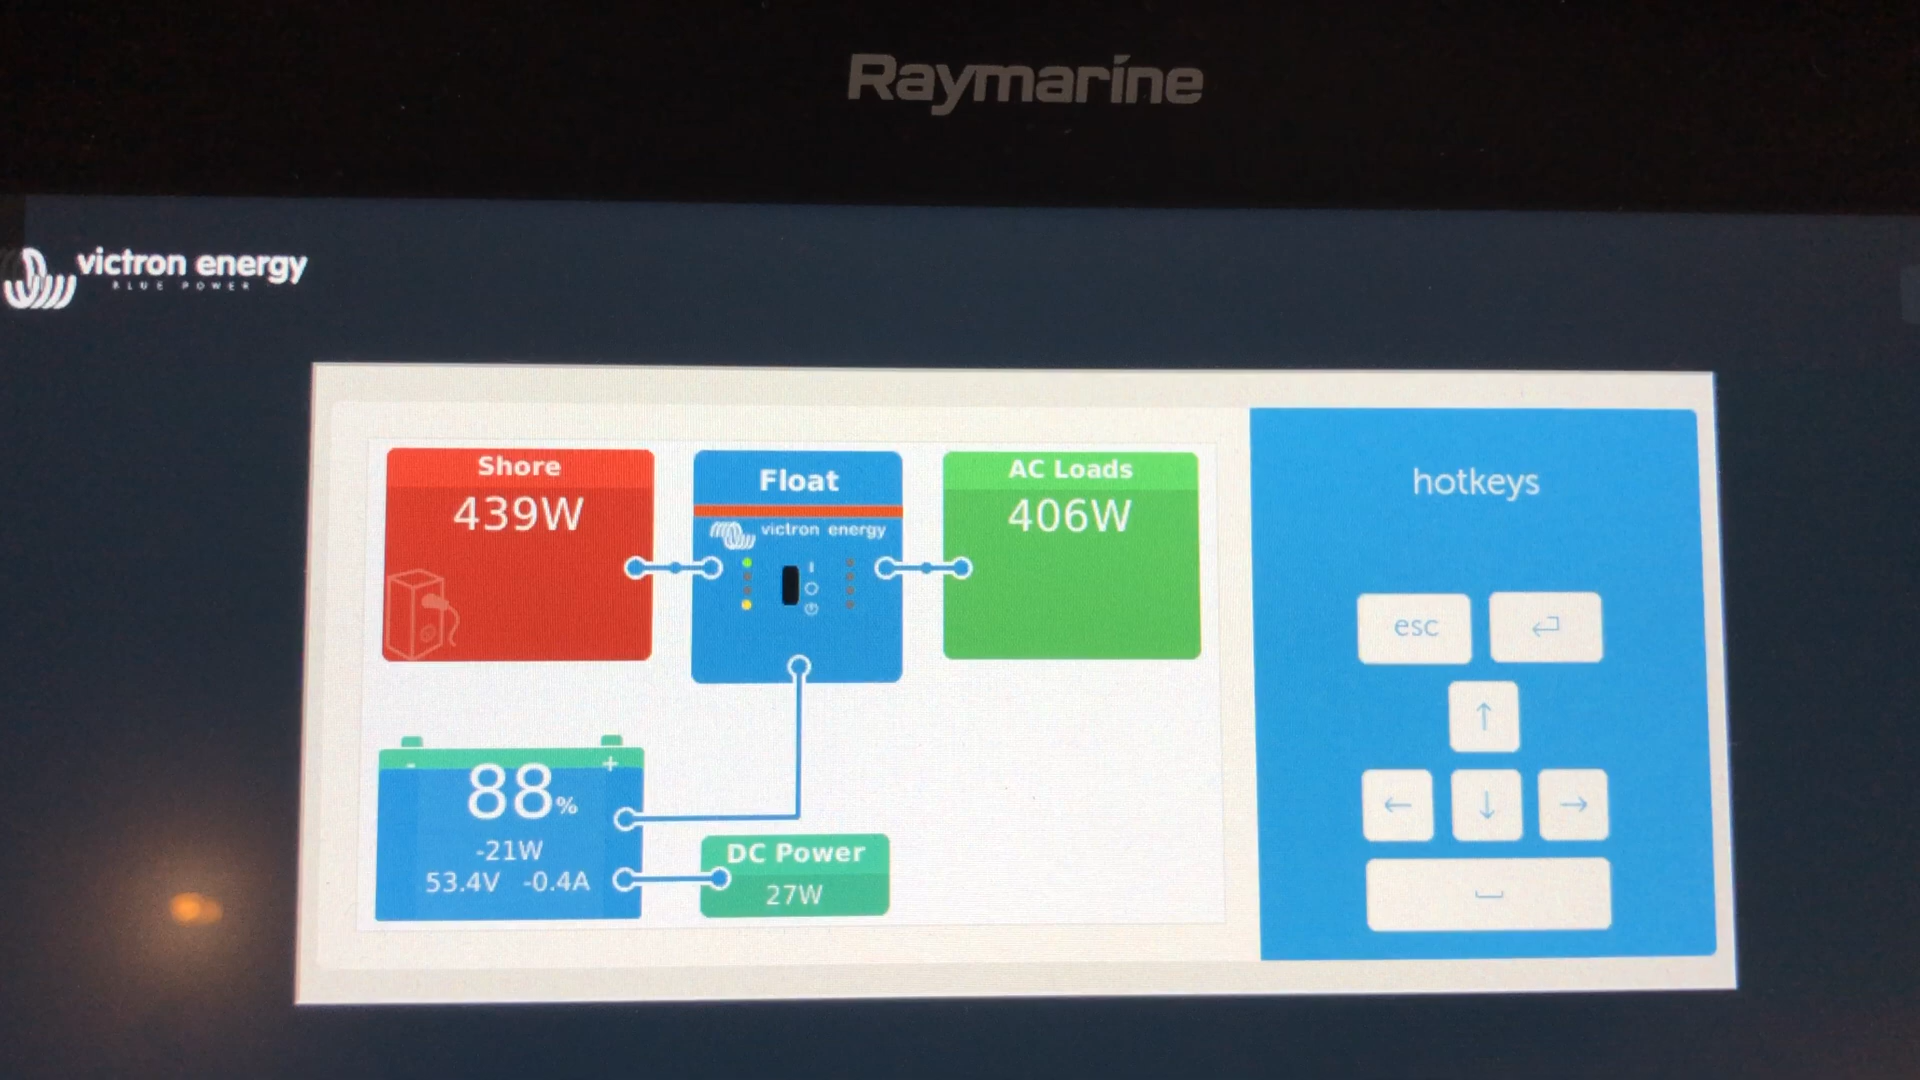 Raymarine
victron energy
BLUE POWER
Shore
439W
Float
victron energy
AC Loads
406W
hotkeys
esc
88%
-21W
53.4V -0.4A
DC Power
27W